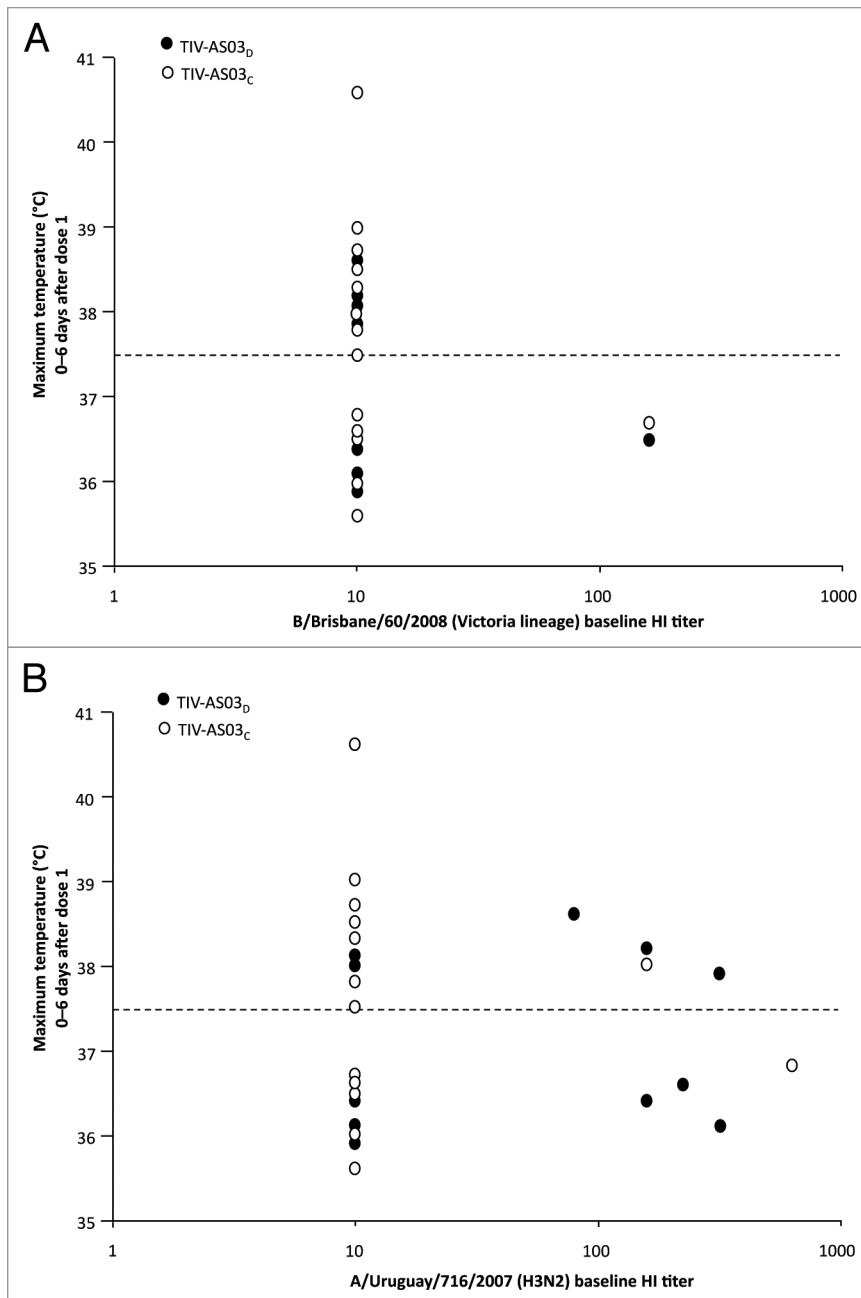 A
TIV-AS03D
TIV-AS03C
41
40
39
38
37
36
35
Maximum temperature (°C)
0–6 days after dose 1
1
10
100
1000
B/Brisbane/60/2008 (Victoria lineage) baseline HI titer
B
TIV-AS03D
TIV-AS03C
41
40
39
38
37
36
35
Maximum temperature (°C)
0–6 days after dose 1
1
10
100
1000
A/Uruguay/716/2007 (H3N2) baseline HI titer